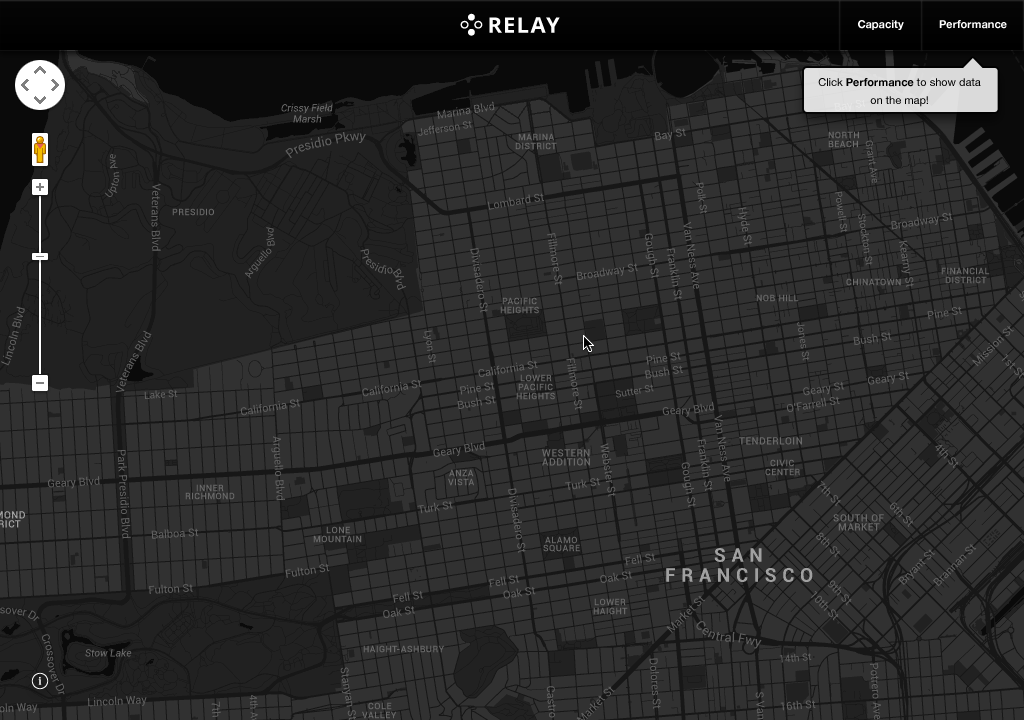 RELAY
Capacity
Performance
Click Performance to show data
on the map!
Crissy Field
Marsh
Marina Blvd
Jefferson St
Presidio Pkwy
MARINA
DISTRICT
Bay St
NORTH
BEACH
Grant Ave
Upton Ave
Veterans Blvd
PRESIDIO
Lombard St
Polk St
Hyde St
Powell St
Stockton St
Broadway St
Kearny St
Arguello Blvd
Presidio Blvd
Divisadero St
Fillmore St
Broadway St
Gough St
Franklin St
Van Ness Ave
CHINATOWN
FINANCIAL
DISTRICT
PACIFIC
HEIGHTS
NOB HILL
Pine St
Lincoln Blvd
Veterans Blvd
Lyon St
Jones St
Bush St
Mission St
1st St
California St
Pine St
Bush St
LOWER
PACIFIC
HEIGHTS
Fillmore St
Pine St
Bush St
Sutter St
Lake St
California St
California St
Geary St
O'Farrell St
Geary St
Geary Blvd
Van Ness Ave
Geary Blvd
Arguello Blvd
Park Presidio Blvd
WESTERN
ADDITION
Webster St
Franklin St
Gough St
TENDERLOIN
CIVIC
CENTER
4th St
Geary Blvd
INNER
RICHMOND
ANZA
VISTA
Turk St
Turk St
7th St
6th St
MOND
RICT
Balboa St
LONE
MOUNTAIN
Divisadero St
ALAMO
SQUARE
SOUTH OF
MARKET
8th St
Bryant St
Brannan St
SAN
FRANCISCO
Fell St
Oak St
Fulton St
Fulton St
Fell St
Oak St
Fell St
Oak St
LOWER
HAIGHT
9th St
10th St
Market St
Central Fwy
sover Dr
Crossover Dr
Stow Lake
HAIGHT-ASHBURY
14th St
Stanyan St
Castro
Dolores St
Market St
S Va
Potrero Av
16th St
oln Way
Lincoln Way
7th
4th A
COLE
VALLEY